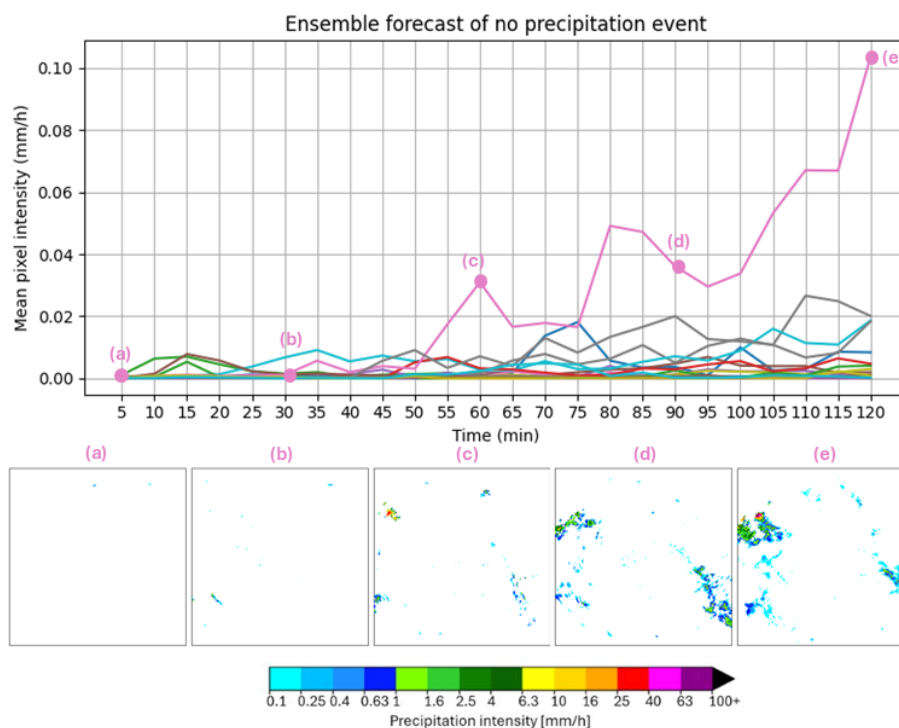 Ensemble forecast of no precipitation event
Mean pixel intensity (mm/h)
0.10
0.08
0.06
0.04
0.02
0.00
(a)
(b)
(c)
(d)
(e
5 10 15 20 25 30 35 40 45 50 55 60 65 70 75 80 85 90 95 100 105 110 115 120
Time (min)
(a) (b) (c) (d) (e)
0.1 0.25 0.4 0.63 1 1.6 2.5 4 6.3 10 16 25 40 63 100+
Precipitation intensity [mm/h]